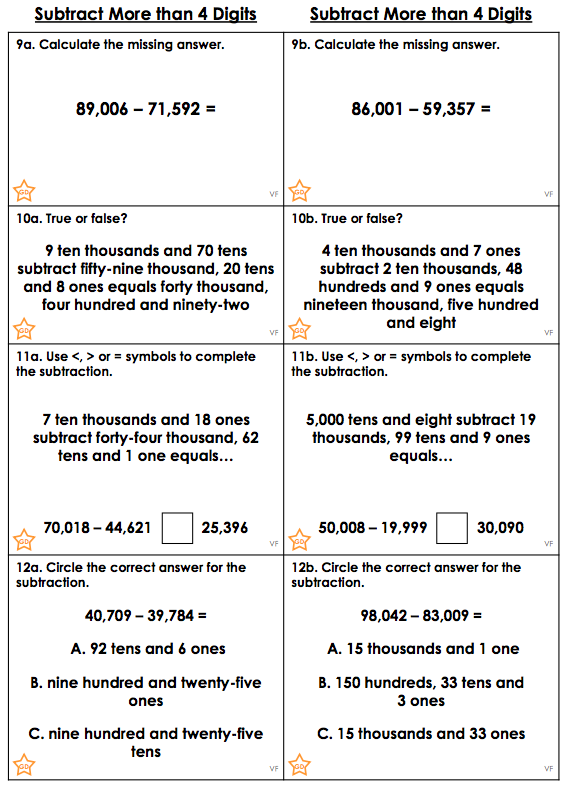 Subtract More than 4 Digits
Subtract More than 4 Digits
9a. Calculate the missing answer.
89,006 – 71,592 =
GD
VF
9b. Calculate the missing answer.
86,001 – 59,357 =
GD
VF
10a. True or false?
9 ten thousands and 70 tens
subtract fifty-nine thousand, 20 tens
and 8 ones equals forty thousand,
four hundred and ninety-two
GD
VF
10b. True or false?
4 ten thousands and 7 ones
subtract 2 ten thousands, 48
hundreds and 9 ones equals
nineteen thousand, five hundred
and eight
GD
VF
11a. Use <, > or = symbols to complete
the subtraction.
7 ten thousands and 18 ones
subtract forty-four thousand, 62
tens and 1 one equals…
70,018 – 44,621 25,396
GD
VF
11b. Use <, > or = symbols to complete
the subtraction.
5,000 tens and eight subtract 19
thousands, 99 tens and 9 ones
equals…
50,008 – 19,999 30,090
GD
VF
12a. Circle the correct answer for the
subtraction.
40,709 – 39,784 =
A. 92 tens and 6 ones
B. nine hundred and twenty-five
ones
C. nine hundred and twenty-five
tens
GD
VF
12b. Circle the correct answer for the
subtraction.
98,042 – 83,009 =
A. 15 thousands and 1 one
B. 150 hundreds, 33 tens and
3 ones
C. 15 thousands and 33 ones
GD
VF